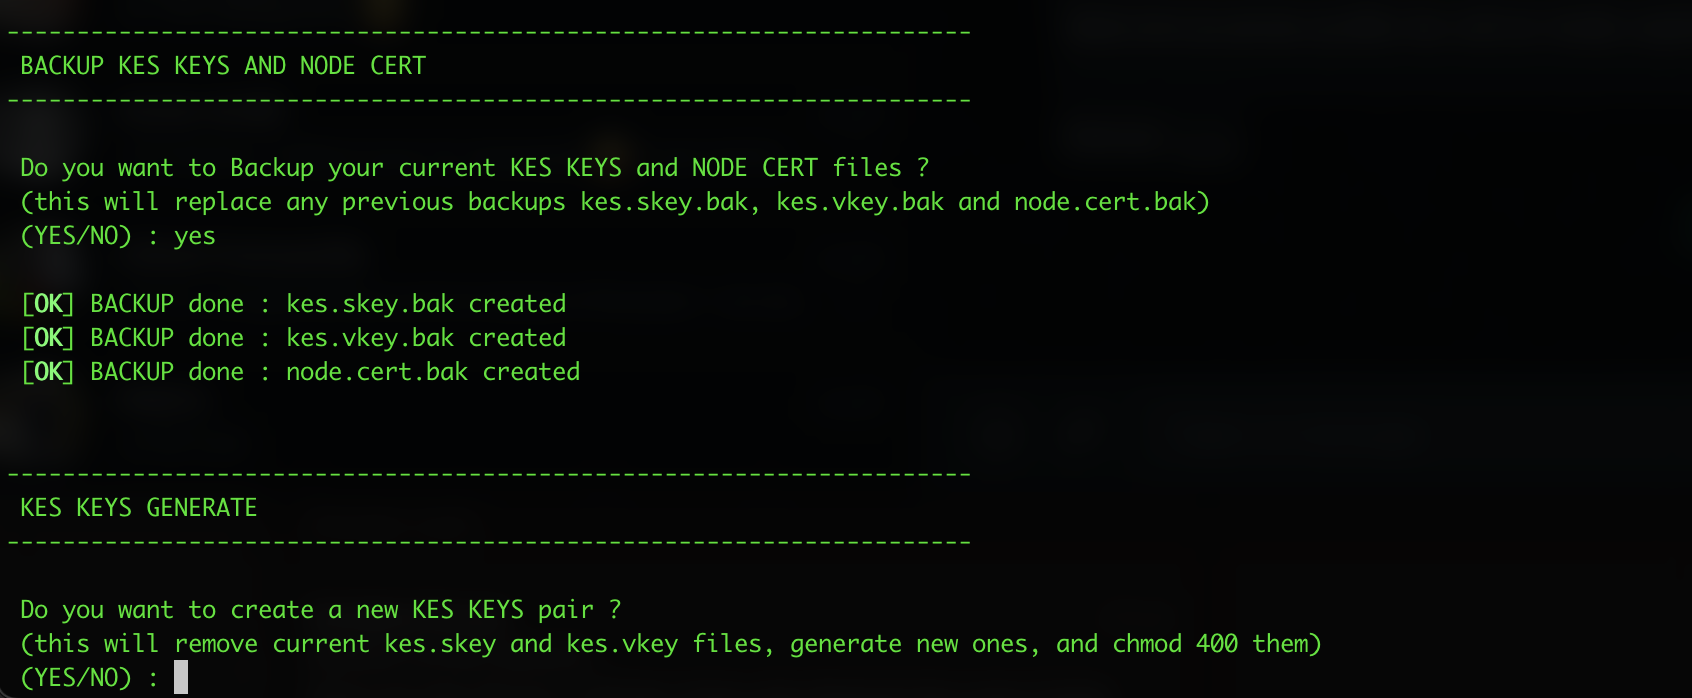 ---------------------------------------------------------------------
BACKUP KES KEYS AND NODE CERT
---------------------------------------------------------------------
Do you want to Backup your current KES KEYS and NODE CERT files ?
(this will replace any previous backups kes.skey.bak, kes.vkey.bak and node.cert.bak)
(YES/NO) : yes
[OK] BACKUP done : kes.skey.bak created
[OK] BACKUP done : kes.vkey.bak created
[OK] BACKUP done : node.cert.bak created
---------------------------------------------------------------------
KES KEYS GENERATE
---------------------------------------------------------------------
Do you want to create a new KES KEYS pair ?
(this will remove current kes.skey and kes.vkey files, generate new ones, and chmod 400 them)
(YES/NO) :